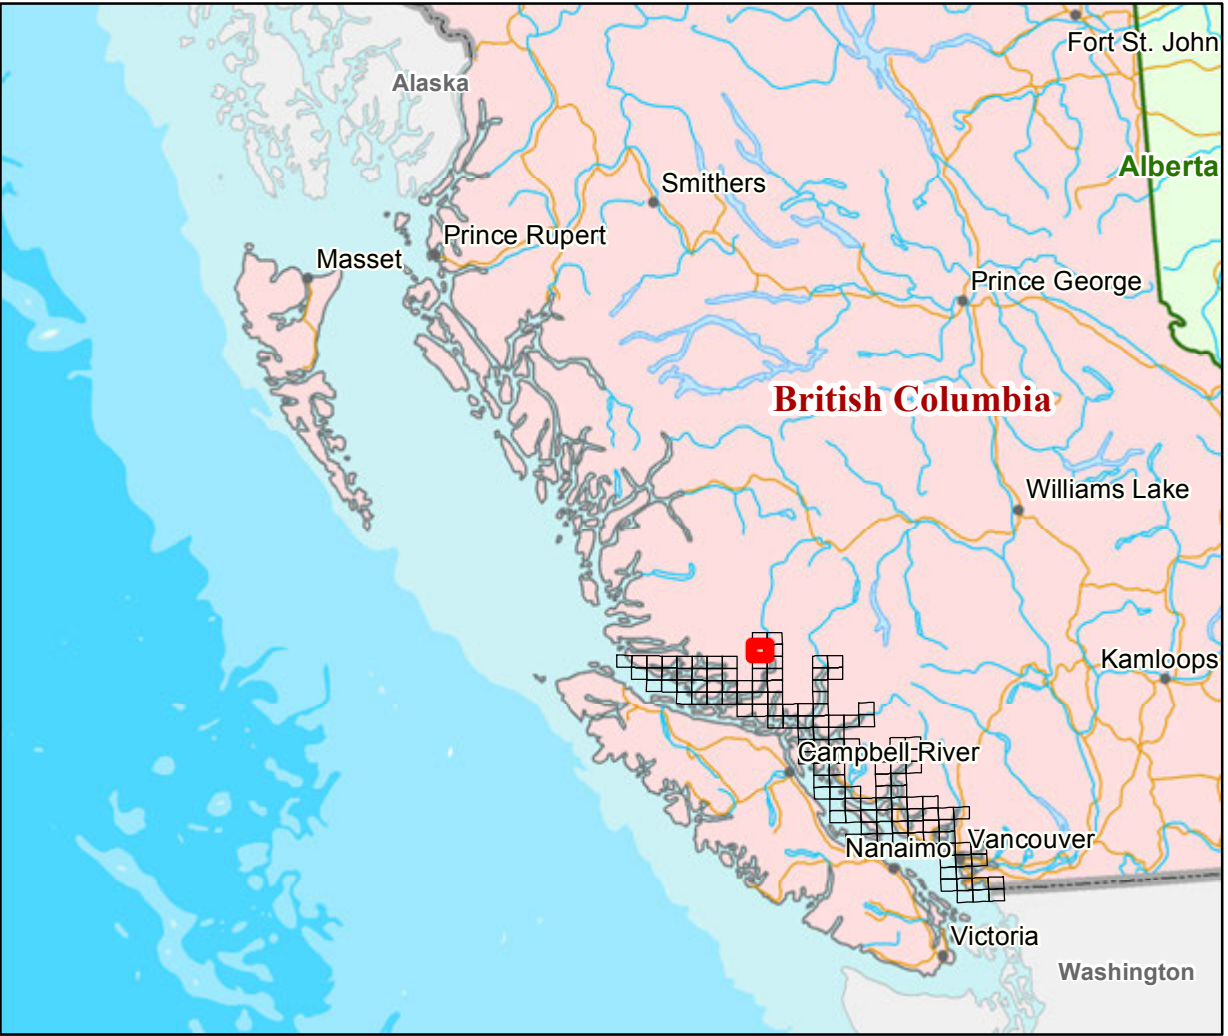 Fort St. John
Alaska
Alberta
Smithers
Prince Rupert
Masset
Prince George
British Columbia
Williams Lake
-
Kamloops
Campbell River
Vancouver
Nanaimo
Victoria
Washington